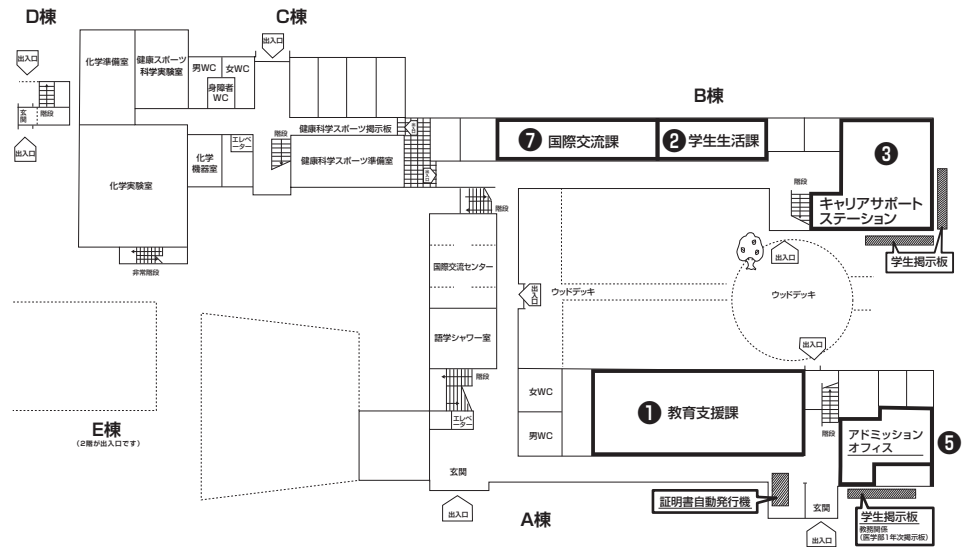 D棟
C棟
出入口
出入口
化学準備室
健康スポーツ
科学実験室
男WC
女WC
身障者
WC
B棟
玄関
階段
出入口
健康科学スポーツ掲示板
❼ 国際交流課
❷ 学生生活課
❸
化学実験室
化学
機器室
エレベーター
階段
健康科学スポーツ準備室
階段
キャリアサポート
ステーション
階段
非常階段
国際交流センター
出入口
学生掲示板
出入口
ウッドデッキ
ウッドデッキ
語学シャワー室
出入口
階段
女WC
❶ 教育支援課
E棟
(2階が出入口です)
エレベーター
男WC
階段
アドミッション
オフィス
❺
玄関
証明書自動発行機
玄関
出入口
A棟
出入口
学生掲示板
教務関係
(医学部1年次掲示板)